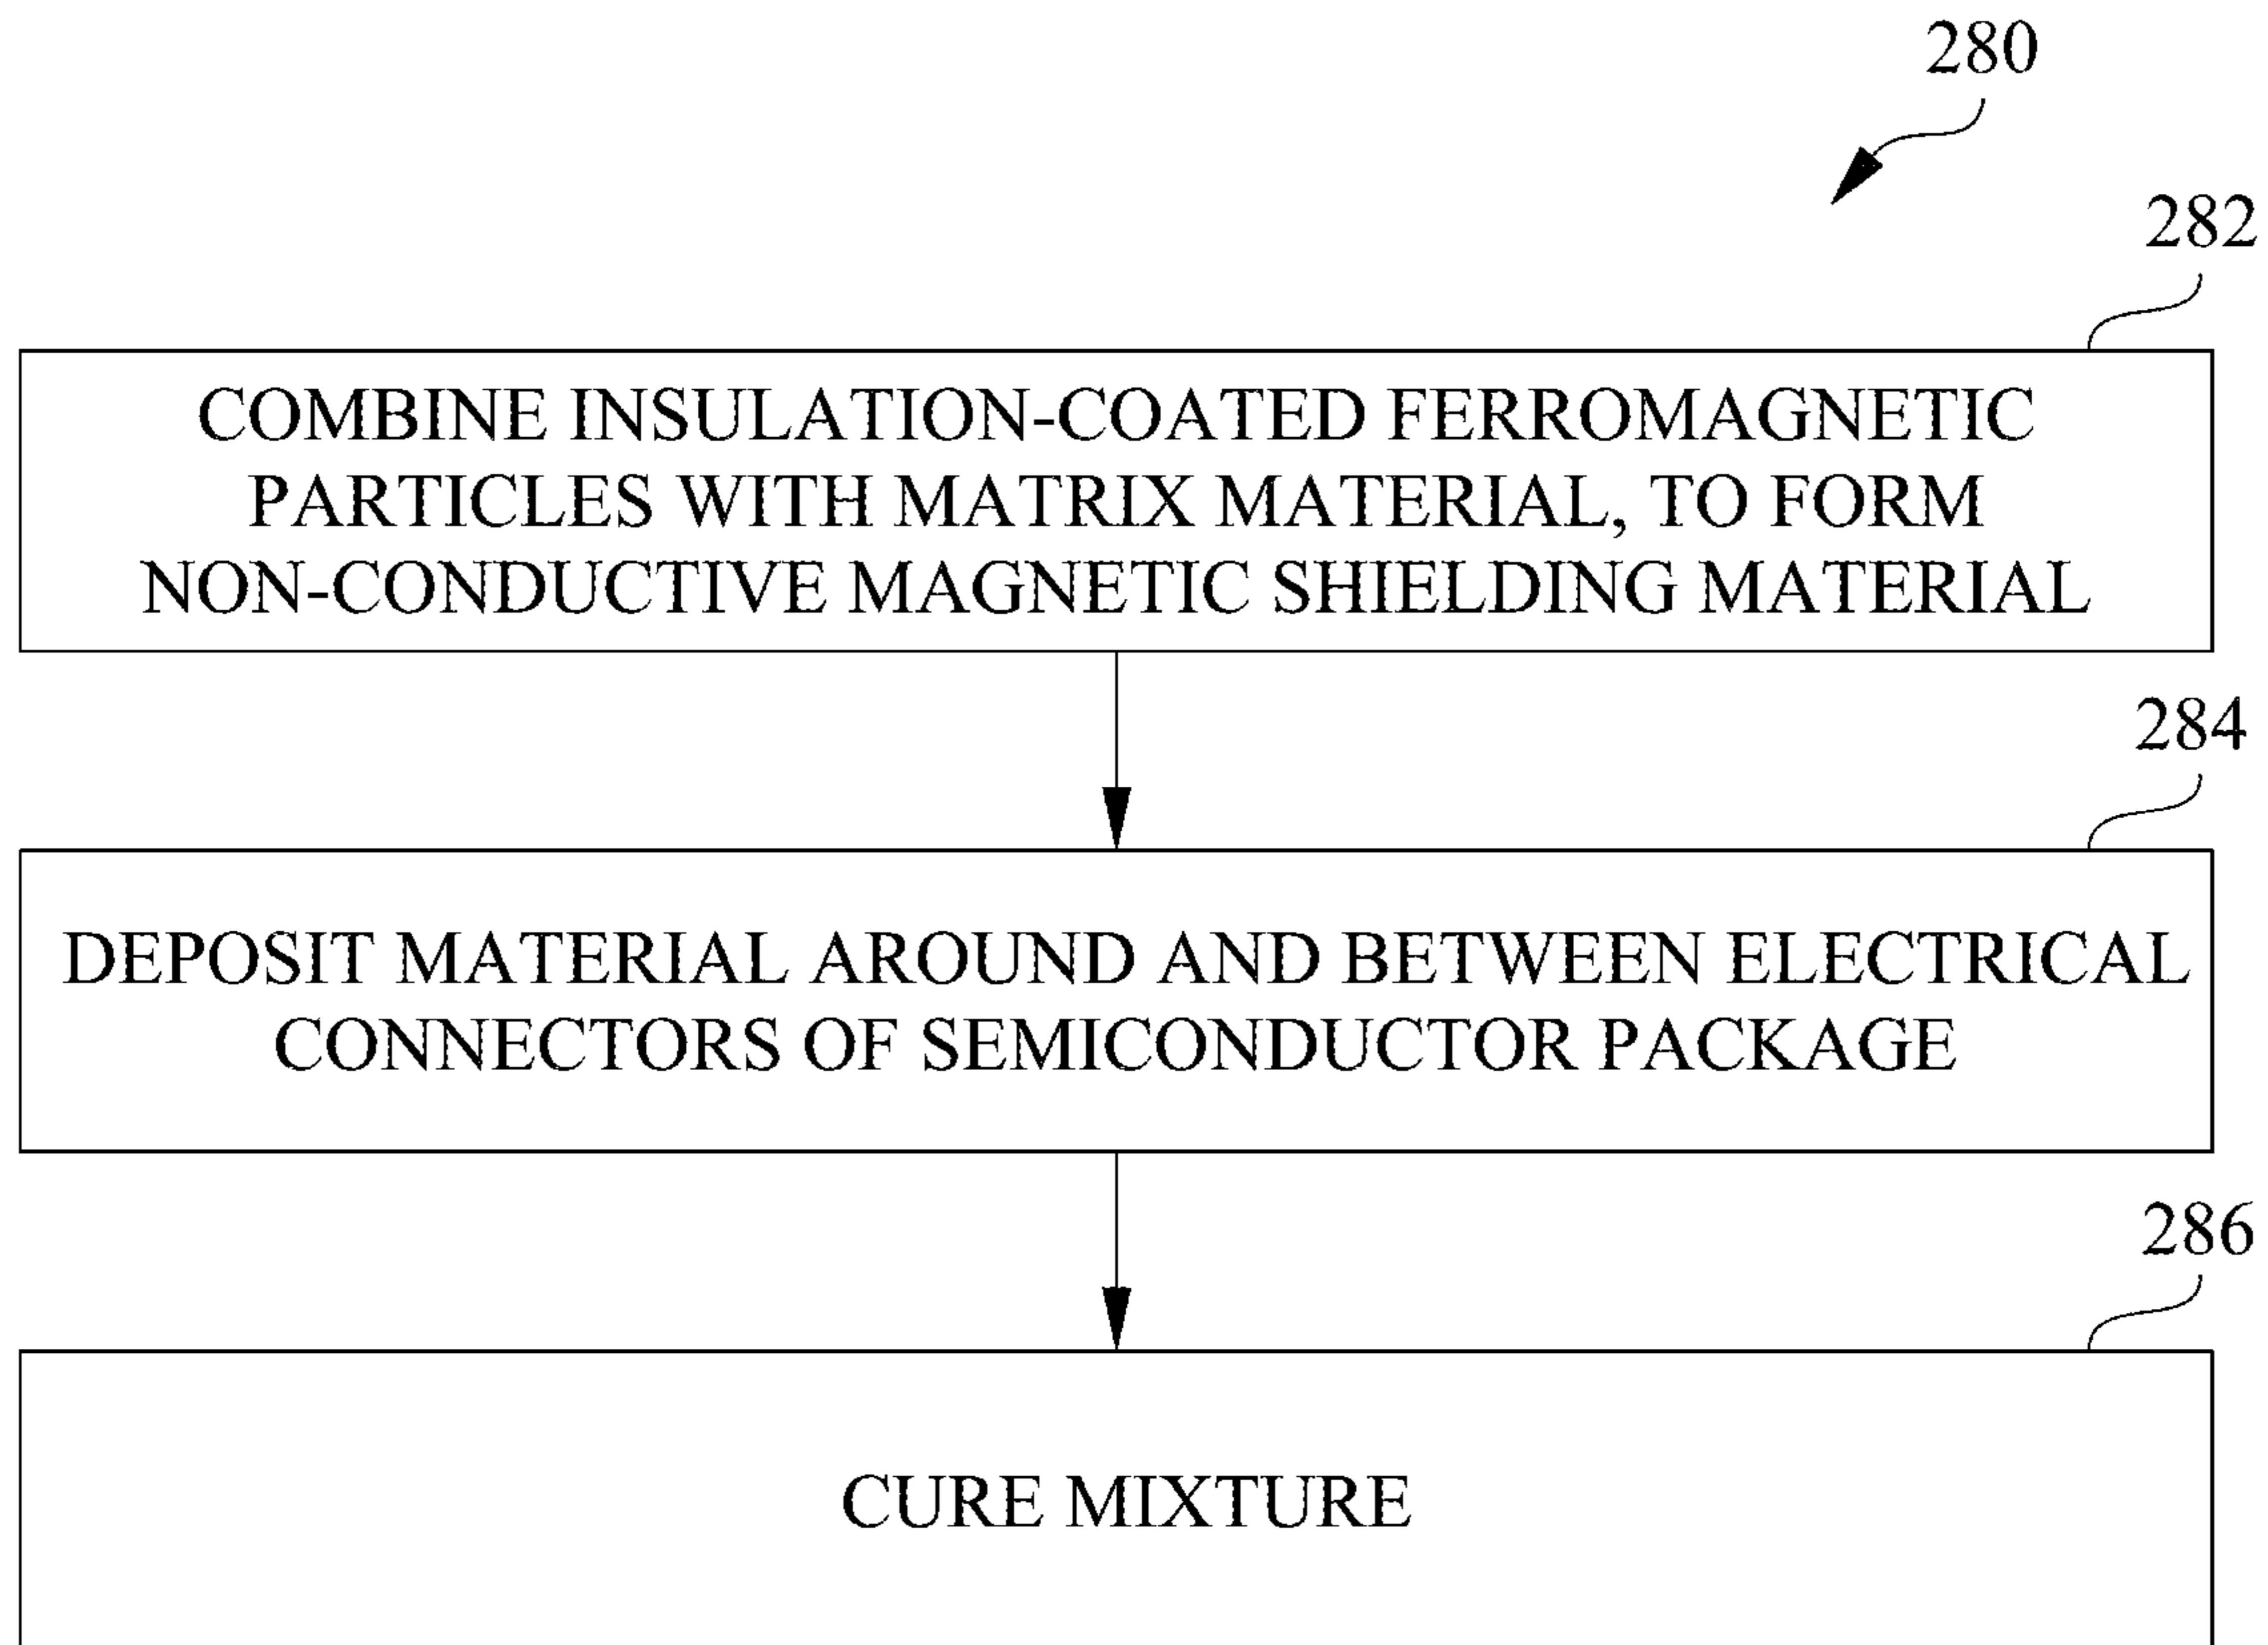 280
282
COMBINE INSULATION-COATED FERROMAGNETIC
PARTICLES WITH MATRIX MATERIAL, TO FORM
NON-CONDUCTIVE MAGNETIC SHIELDING MATERIAL
284
DEPOSIT MATERIAL AROUND AND BETWEEN ELECTRICAL
CONNECTORS OF SEMICONDUCTOR PACKAGE
286
CURE MIXTURE